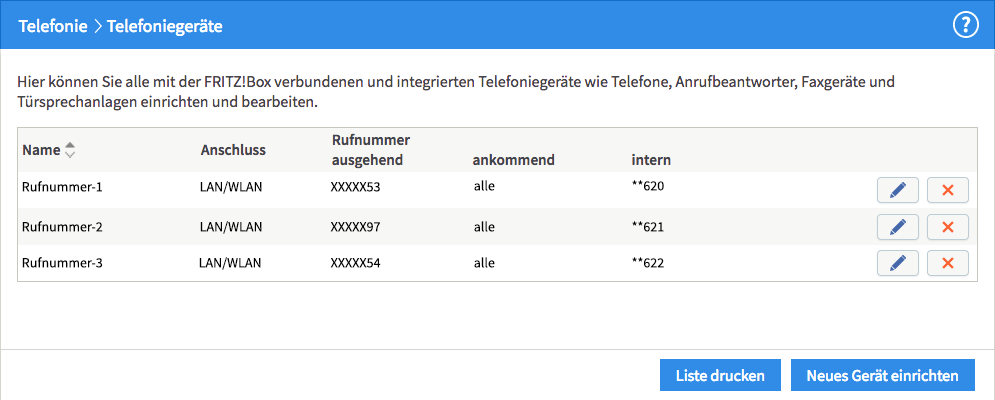 Telefonie > Telefoniegeräte
?
Hier können Sie alle mit der FRITZ!Box verbundenen und integrierten Telefoniegeräte wie Telefone, Anrufbeantworter, Faxgeräte und
Türsprechanlagen einrichten und bearbeiten.
Name Anschluss Rufnummer
ausgehend ankommend intern
Rufnummer-1 LAN/WLAN XXXXX53 alle **620
Rufnummer-2 LAN/WLAN XXXXX97 alle **621
Rufnummer-3 LAN/WLAN XXXXX54 alle **622
Liste drucken Neues Gerät einrichten